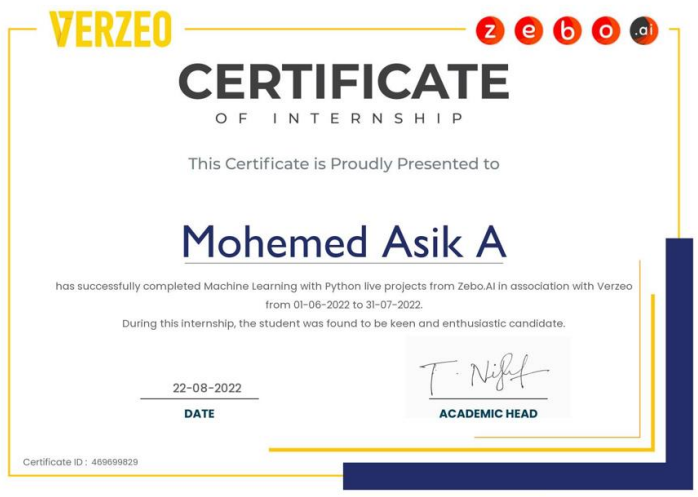 VERZEO
zebo.ai
CERTIFICATE
OF INTERNSHIP
This Certificate is Proudly Presented to
Mohemed Asik A
has successfully completed Machine Learning with Python live projects from Zebo.AI in association with Verzeo
from 01-06-2022 to 31-07-2022.
During this internship, the student was found to be keen and enthusiastic candidate.
22-08-2022
DATE
ACADEMIC HEAD
Certificate ID : 469699829